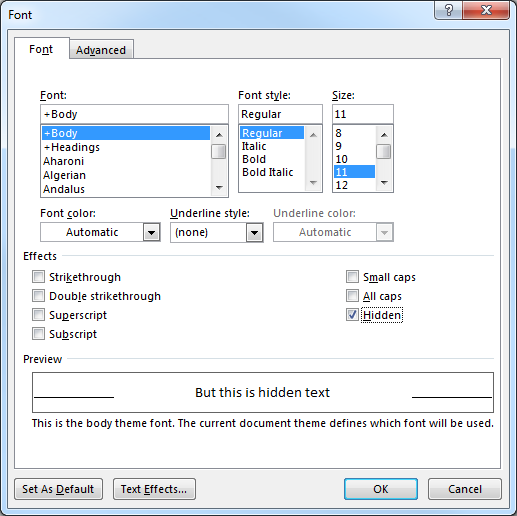 Font
Font Advanced
Font: Font style: Size:
+Body Regular 11
+Body Regular 8
+Headings Italic 9
Aharoni Bold 10
Algerian Bold Italic 11
Andalus 12
Font color: Underline style: Underline color:
Automatic (none) Automatic
Effects
Strikethrough Small caps
Double strikethrough All caps
Superscript Hidden
Subscript
Preview
But this is hidden text
This is the body theme font. The current document theme defines which font will be used.
Set As Default Text Effects... OK Cancel